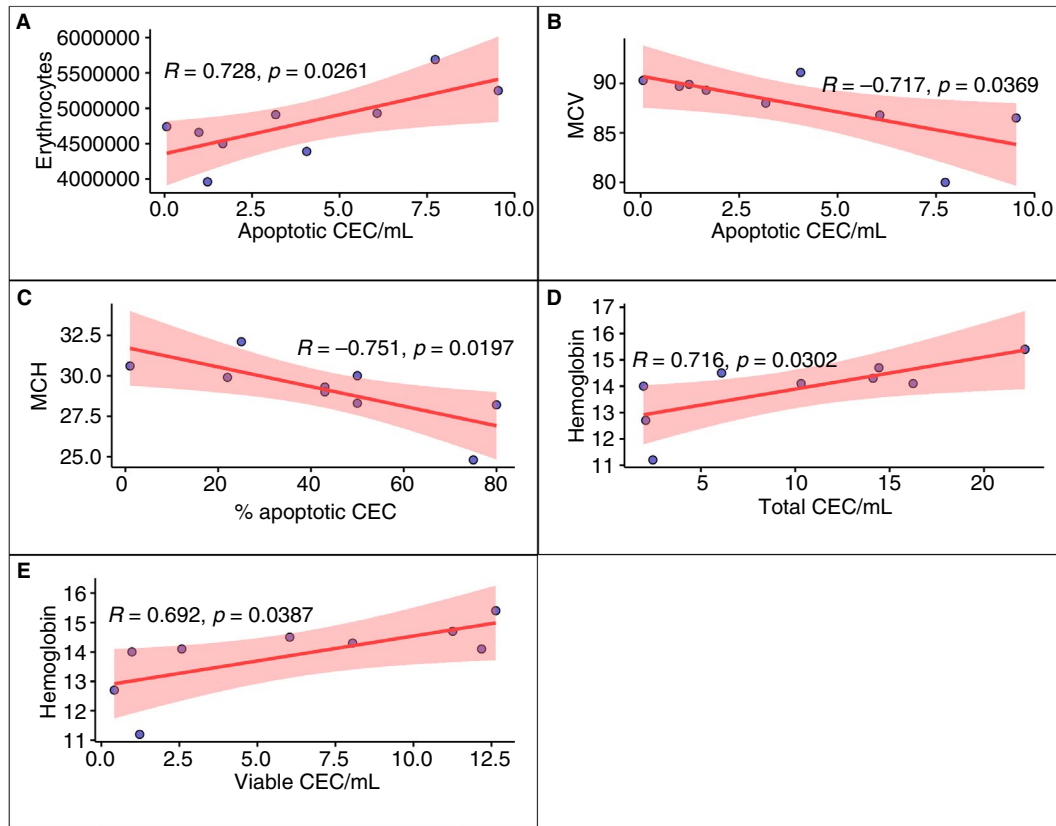 A
6000000
5500000
5000000
4500000
4000000
Erythrocytes
R = 0.728, p = 0.0261
0.0 2.5 5.0 7.5 10.0
Apoptotic CEC/mL
B
90
85
80
MCV
R = −0.717, p = 0.0369
0.0 2.5 5.0 7.5 10.0
Apoptotic CEC/mL
C
32.5
30.0
27.5
25.0
MCH
R = −0.751, p = 0.0197
0 20 40 60 80
% apoptotic CEC
D
17
16
15
14
13
12
11
Hemoglobin
R = 0.716, p = 0.0302
5 10 15 20
Total CEC/mL
E
16
15
14
13
12
11
Hemoglobin
R = 0.692, p = 0.0387
0.0 2.5 5.0 7.5 10.0 12.5
Viable CEC/mL